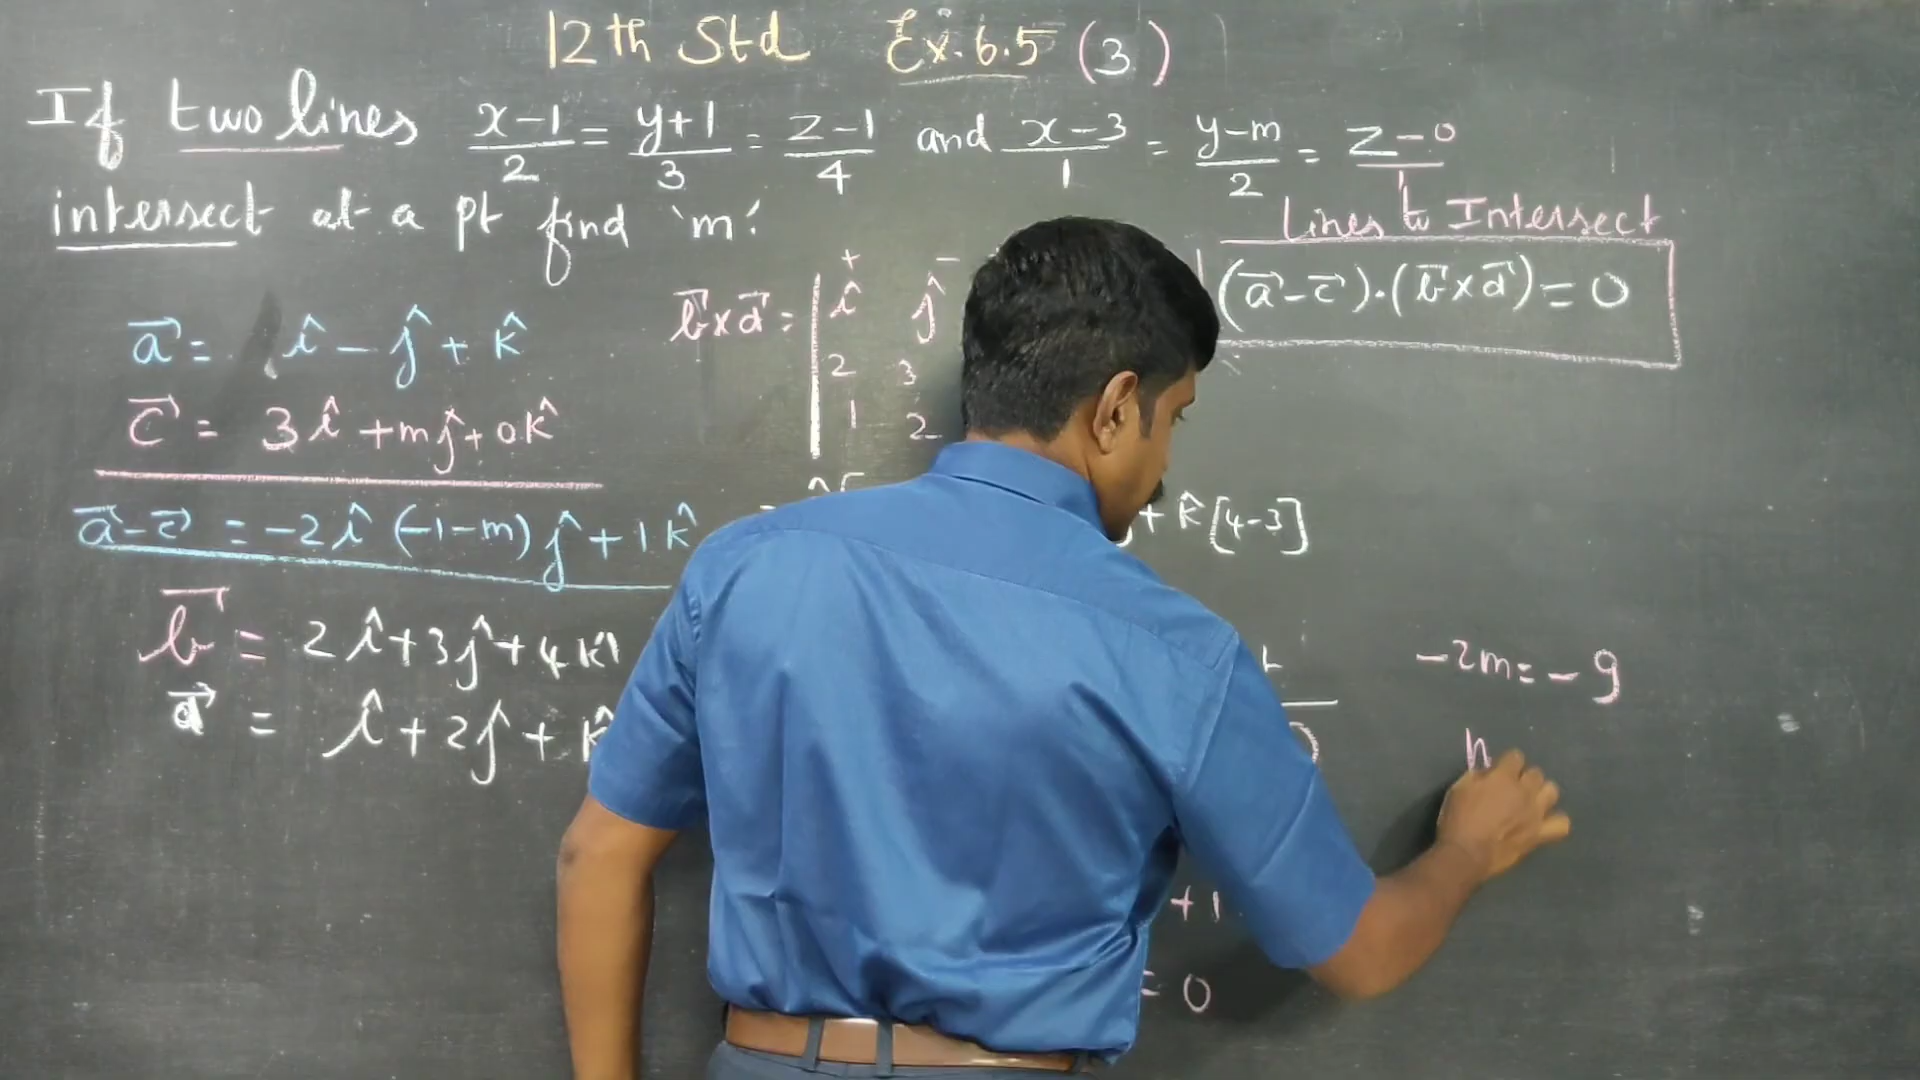 12th Std Ex.6.5 (3)
If two lines x-1/2 = y+1/3 = z-1/4 and x-3/1 = y-m/2 = z-0/1
intersect at a pt find 'm'.
Lines to Intersect
(a⃗-c⃗)·(b⃗×d⃗)=0
a⃗ = î - ĵ + k̂
c⃗ = 3î+mĵ+0k̂
a⃗-c⃗ = -2î (-1-m)ĵ+1k̂
b⃗ = 2î+3ĵ+4k̂
d⃗ = î+2ĵ+k̂
b⃗×d⃗ =
+ -
î ĵ
2 3
1 2
+ k̂[4-3]
+1
= 0
-2m = -9